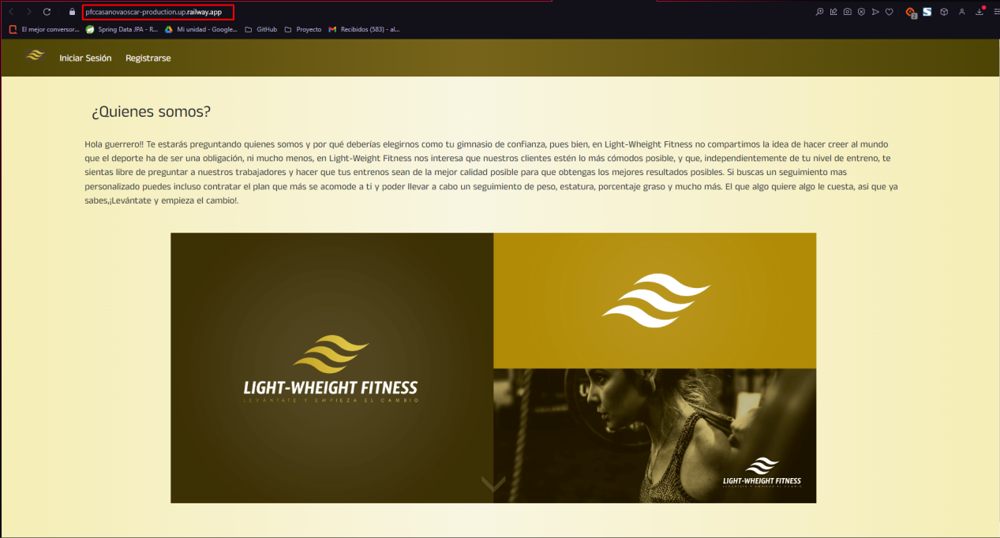 pfccasanovaoscar-production.up.railway.app
El mejor conversor...
Spring Data JPA - R...
Mi unidad - Google...
GitHub
Proyecto
Recibidos (583) - al...
2
Iniciar Sesión
Registrarse
¿Quienes somos?
Hola guerrero!! Te estarás preguntando quienes somos y por qué deberías elegirnos como tu gimnasio de confianza, pues bien, en Light-Wheight Fitness no compartimos la idea de hacer creer al mundo
que el deporte ha de ser una obligación, ni mucho menos, en Light-Weight Fitness nos interesa que nuestros clientes estén lo más cómodos posible, y que, independientemente de tu nivel de entreno, te
sientas libre de preguntar a nuestros trabajadores y hacer que tus entrenos sean de la mejor calidad posible para que obtengas los mejores resultados posibles. Si buscas un seguimiento mas
personalizado puedes incluso contratar el plan que más se acomode a ti y poder llevar a cabo un seguimiento de peso, estatura, porcentaje graso y mucho más. El que algo quiere algo le cuesta, asi que ya
sabes,¡Levántate y empieza el cambio!.
LIGHT-WHEIGHT FITNESS
LEVÁNTATE Y EMPIEZA EL CAMBIO
LIGHT-WHEIGHT FITNESS
LEVÁNTATE Y EMPIEZA EL CAMBIO